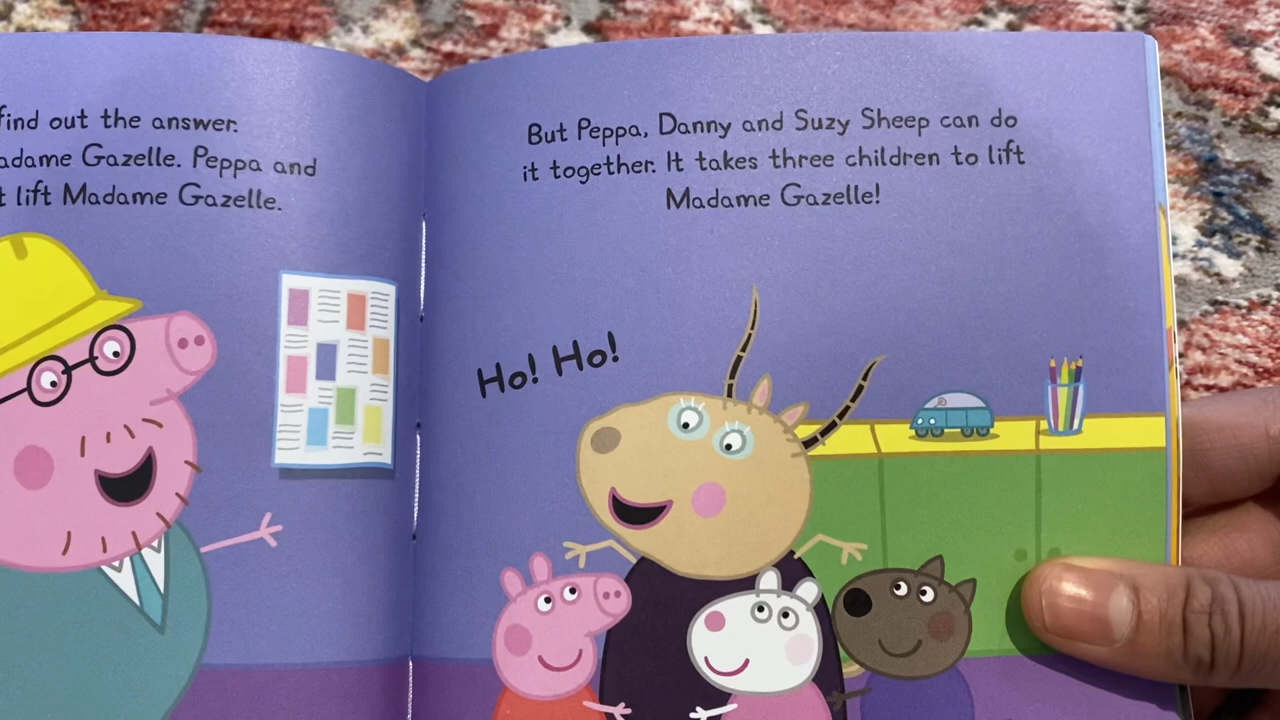 find out the answer.
adame Gazelle. Peppa and
t lift Madame Gazelle.
But Peppa, Danny and Suzy Sheep can do
it together. It takes three children to lift
Madame Gazelle!
Ho! Ho!